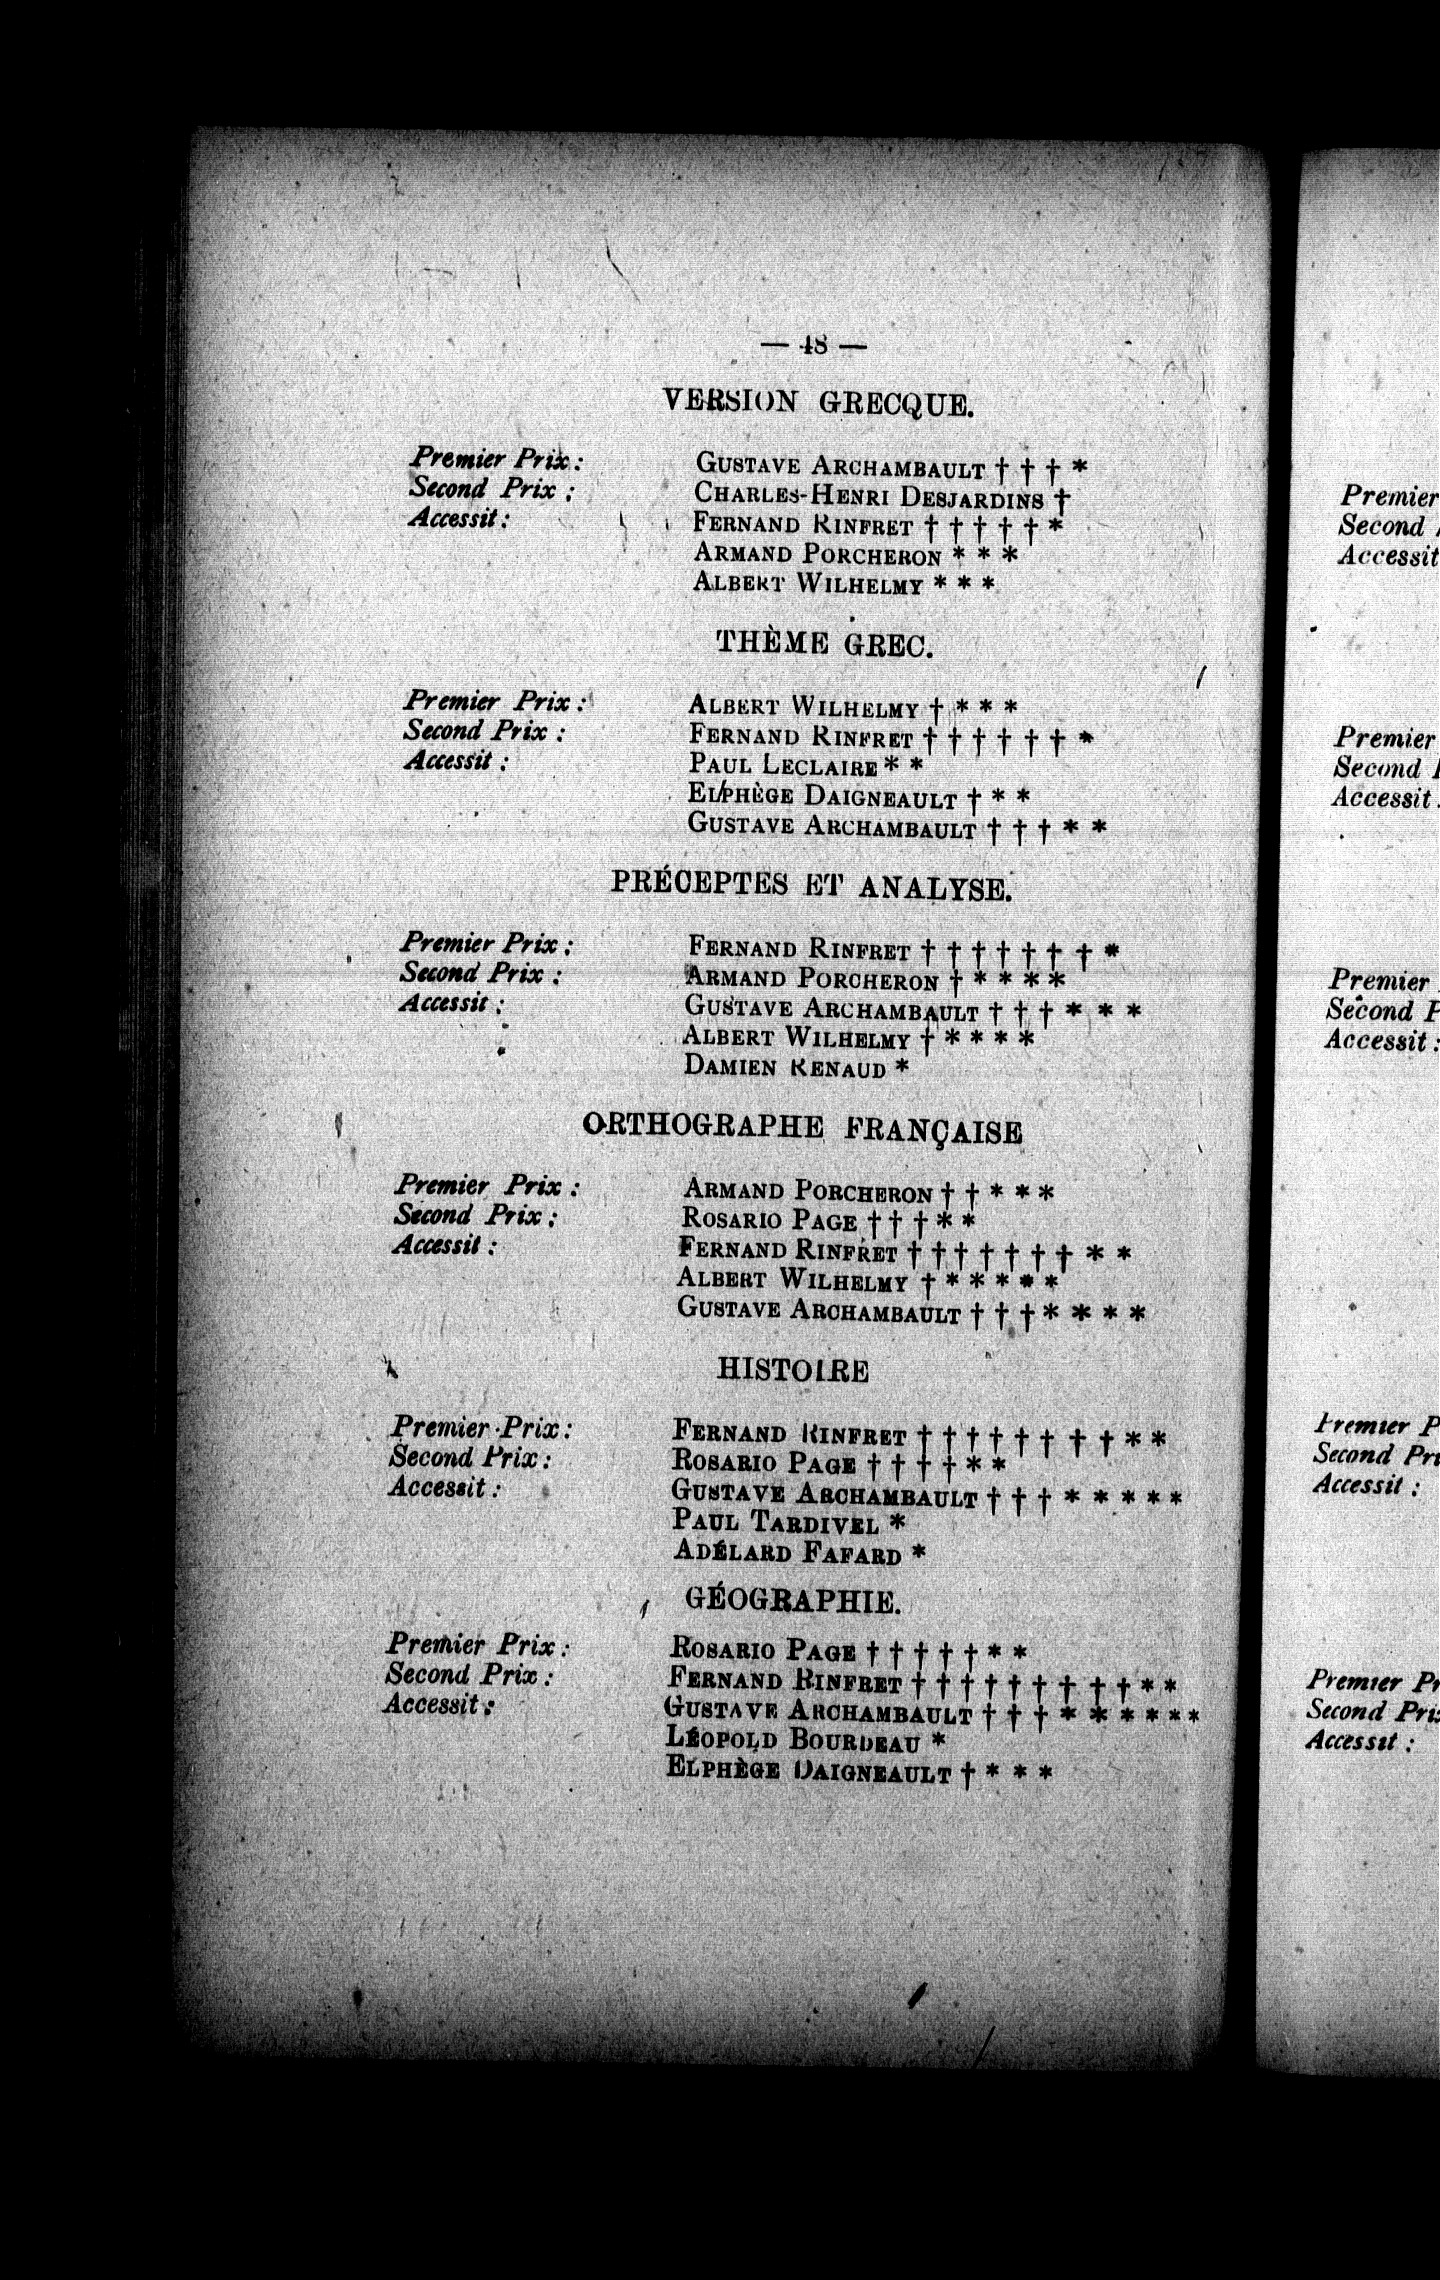 — 48 —
VERSION GRECQUE.
Premier Prix : GUSTAVE ARCHAMBAULT † † † *
Second Prix : CHARLES-HENRI DESJARDINS †
Accessit : FERNAND RINFRET † † † † † *
ARMAND PORCHERON * * *
ALBERT WILHELMY * * *
THÈME GREC.
Premier Prix : ALBERT WILHELMY † * * *
Second Prix : FERNAND RINFRET † † † † † † *
Accessit : PAUL LECLAIRE * *
ELPHÈGE DAIGNEAULT † * *
GUSTAVE ARCHAMBAULT † † † * *
PRÉCEPTES ET ANALYSE.
Premier Prix : FERNAND RINFRET † † † † † † † *
Second Prix : ARMAND PORCHERON † * * * *
Accessit : GUSTAVE ARCHAMBAULT † † † * * *
ALBERT WILHELMY † * * * *
DAMIEN RENAUD *
ORTHOGRAPHE FRANÇAISE
Premier Prix : ARMAND PORCHERON † † * * *
Second Prix : ROSARIO PAGE † † † * *
Accessit : FERNAND RINFRET † † † † † † † * *
ALBERT WILHELMY † * * * * *
GUSTAVE ARCHAMBAULT † † † * * * *
HISTOIRE
Premier Prix : FERNAND RINFRET † † † † † † † † * *
Second Prix : ROSARIO PAGE † † † † * *
Accessit : GUSTAVE ARCHAMBAULT † † † * * * * *
PAUL TARDIVEL *
ADÉLARD FAFARD *
GÉOGRAPHIE.
Premier Prix : ROSARIO PAGE † † † † † * *
Second Prix : FERNAND RINFRET † † † † † † † † † * *
Accessit : GUSTAVE ARCHAMBAULT † † † * * * * * *
LÉOPOLD BOURDEAU *
ELPHÈGE DAIGNEAULT † * * *
Premier
Second
Accessit
Premier
Second
Accessit
Premier
Second P
Accessit :
Premier P
Second Pri
Accessit :
Premier Pr
Second Pri
Accessit :